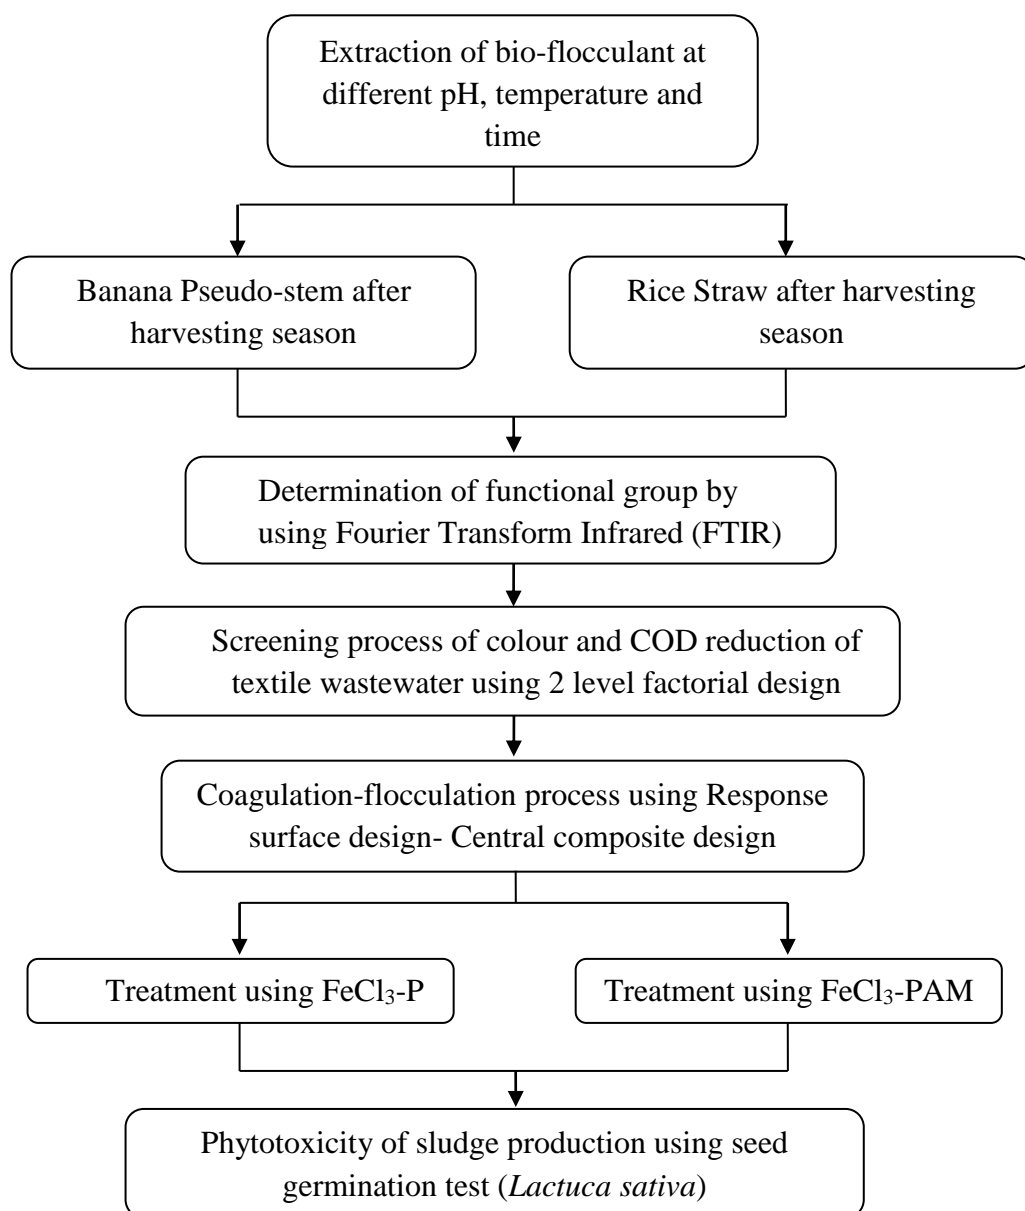 Extraction of bio-flocculant at
different pH, temperature and
time
Banana Pseudo-stem after
harvesting season
Rice Straw after harvesting
season
Determination of functional group by
using Fourier Transform Infrared (FTIR)
Screening process of colour and COD reduction of
textile wastewater using 2 level factorial design
Coagulation-flocculation process using Response
surface design- Central composite design
Treatment using FeCl₃-P
Treatment using FeCl₃-PAM
Phytotoxicity of sludge production using seed
germination test (Lactuca sativa)